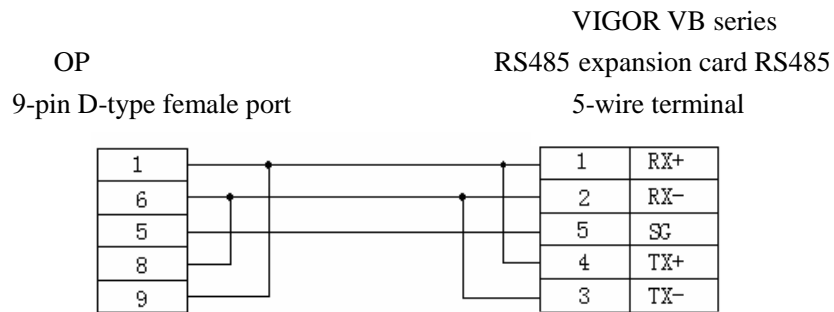 VIGOR VB series
OP RS485 expansion card RS485
9-pin D-type female port 5-wire terminal
1 1 RX+
6 2 RX-
5 5 SG
8 4 TX+
9 3 TX-